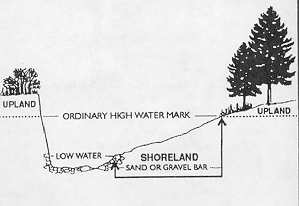 UPLAND
ORDINARY HIGH WATER MARK
UPLAND
LOW WATER
SHORELAND
SAND OR GRAVEL BAR